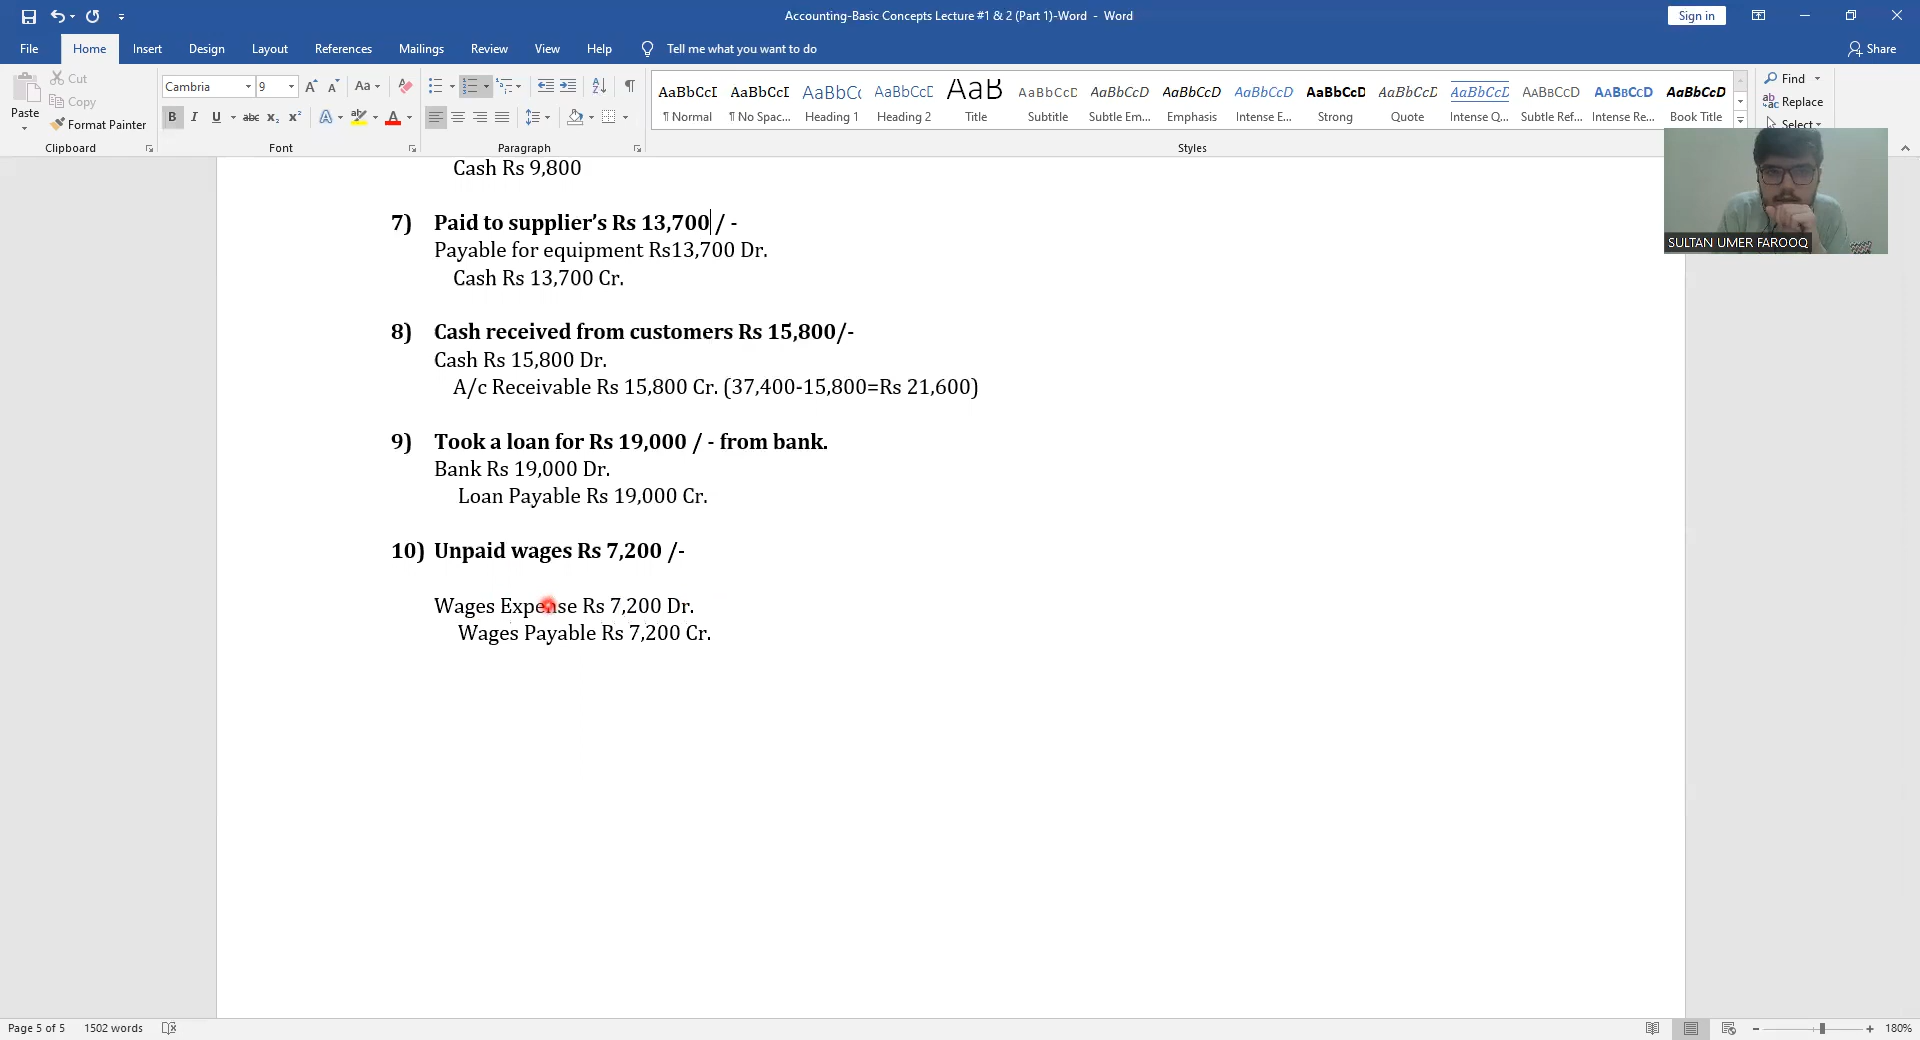 Accounting-Basic Concepts Lecture #1 & 2 (Part 1)-Word - Word
Sign in
File Home Insert Design Layout References Mailings Review View Help Tell me what you want to do
Share
Cut
Copy
Format Painter
Paste
Clipboard
Cambria 9
Font
Paragraph
AaBbCcI AaBbCcI AaBbCc AaBbCcD AaB AaBbCcD AaBbCcD AaBbCcD AaBbCcD AaBbCcD AaBbCcD AaBbCcD AaBbCcD AaBbCcD AaBbCcD
¶ Normal ¶ No Spac... Heading 1 Heading 2 Title Subtitle Subtle Em... Emphasis Intense E... Strong Quote Intense Q... Subtle Ref... Intense Re... Book Title
Styles
Find
Replace
Select
SULTAN UMER FAROOQ
Cash Rs 9,800
7) Paid to supplier’s Rs 13,700/ -
Payable for equipment Rs13,700 Dr.
Cash Rs 13,700 Cr.
8) Cash received from customers Rs 15,800/-
Cash Rs 15,800 Dr.
A/c Receivable Rs 15,800 Cr. (37,400-15,800=Rs 21,600)
9) Took a loan for Rs 19,000 / - from bank.
Bank Rs 19,000 Dr.
Loan Payable Rs 19,000 Cr.
10) Unpaid wages Rs 7,200 /-
Wages Expense Rs 7,200 Dr.
Wages Payable Rs 7,200 Cr.
Page 5 of 5 1502 words
180%